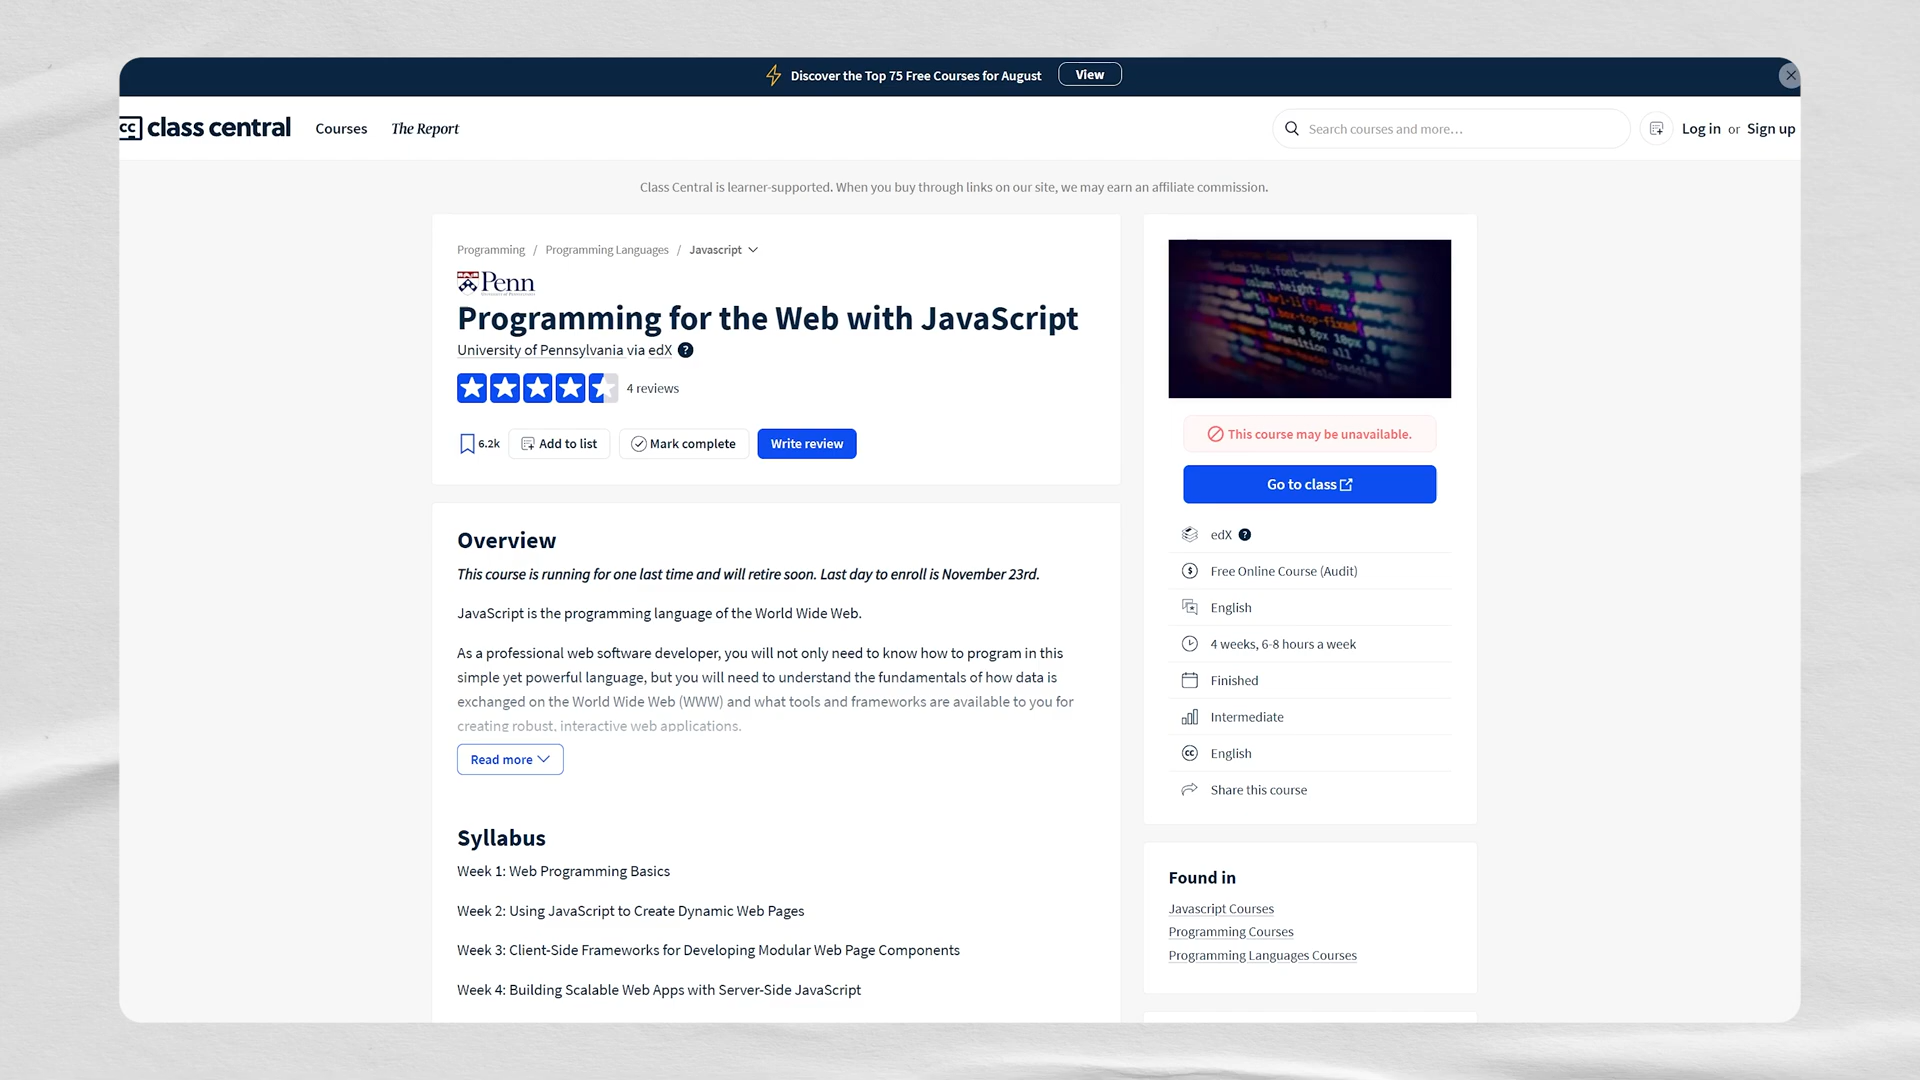 Discover the Top 75 Free Courses for August View
class central Courses The Report Search courses and more... Log in or Sign up
Class Central is learner-supported. When you buy through links on our site, we may earn an affiliate commission.
Programming / Programming Languages / Javascript
Penn
Programming for the Web with JavaScript
University of Pennsylvania via edX ?
4 reviews
6.2k Add to list Mark complete Write review
Overview
This course is running for one last time and will retire soon. Last day to enroll is November 23rd.
JavaScript is the programming language of the World Wide Web.
As a professional web software developer, you will not only need to know how to program in this
simple yet powerful language, but you will need to understand the fundamentals of how data is
exchanged on the World Wide Web (WWW) and what tools and frameworks are available to you for
creating robust, interactive web applications.
Read more
Syllabus
Week 1: Web Programming Basics
Week 2: Using JavaScript to Create Dynamic Web Pages
Week 3: Client-Side Frameworks for Developing Modular Web Page Components
Week 4: Building Scalable Web Apps with Server-Side JavaScript
This course may be unavailable.
Go to class
edX ?
Free Online Course (Audit)
English
4 weeks, 6-8 hours a week
Finished
Intermediate
English
Share this course
Found in
Javascript Courses
Programming Courses
Programming Languages Courses